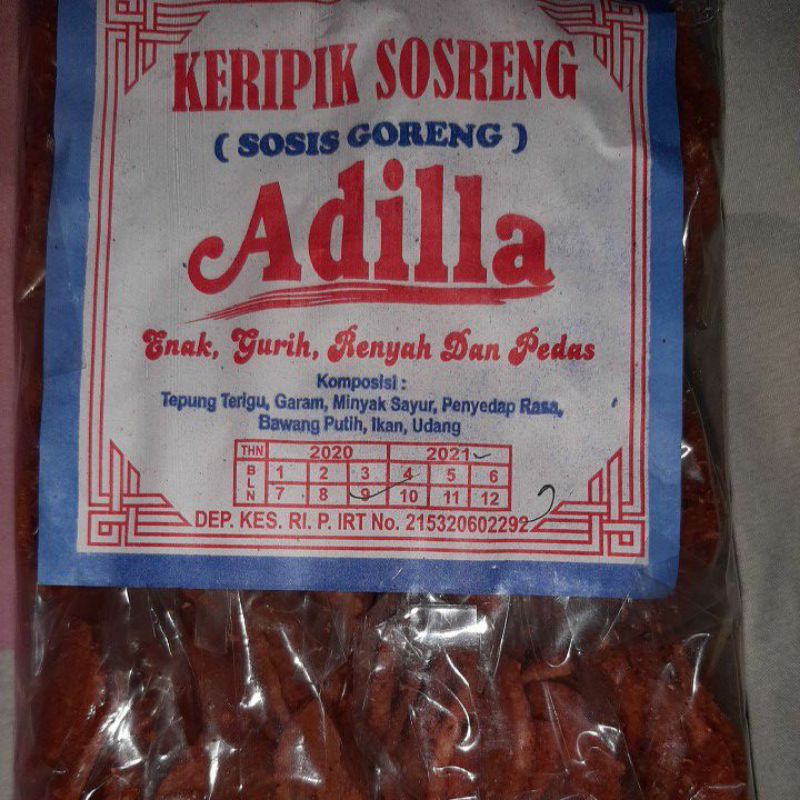 KERIPIK SOSRENG
( SOSIS GORENG )
Adilla
Enak, Gurih, Renyah Dan Pedas
Komposisi :
Tepung Terigu, Garam, Minyak Sayur, Penyedap Rasa,
Bawang Putih, Ikan, Udang
THN 2020 2021
BLN 1 2 3 4 5 6
7 8 9 10 11 12
DEP. KES. RI. P. IRT No. 215320602292